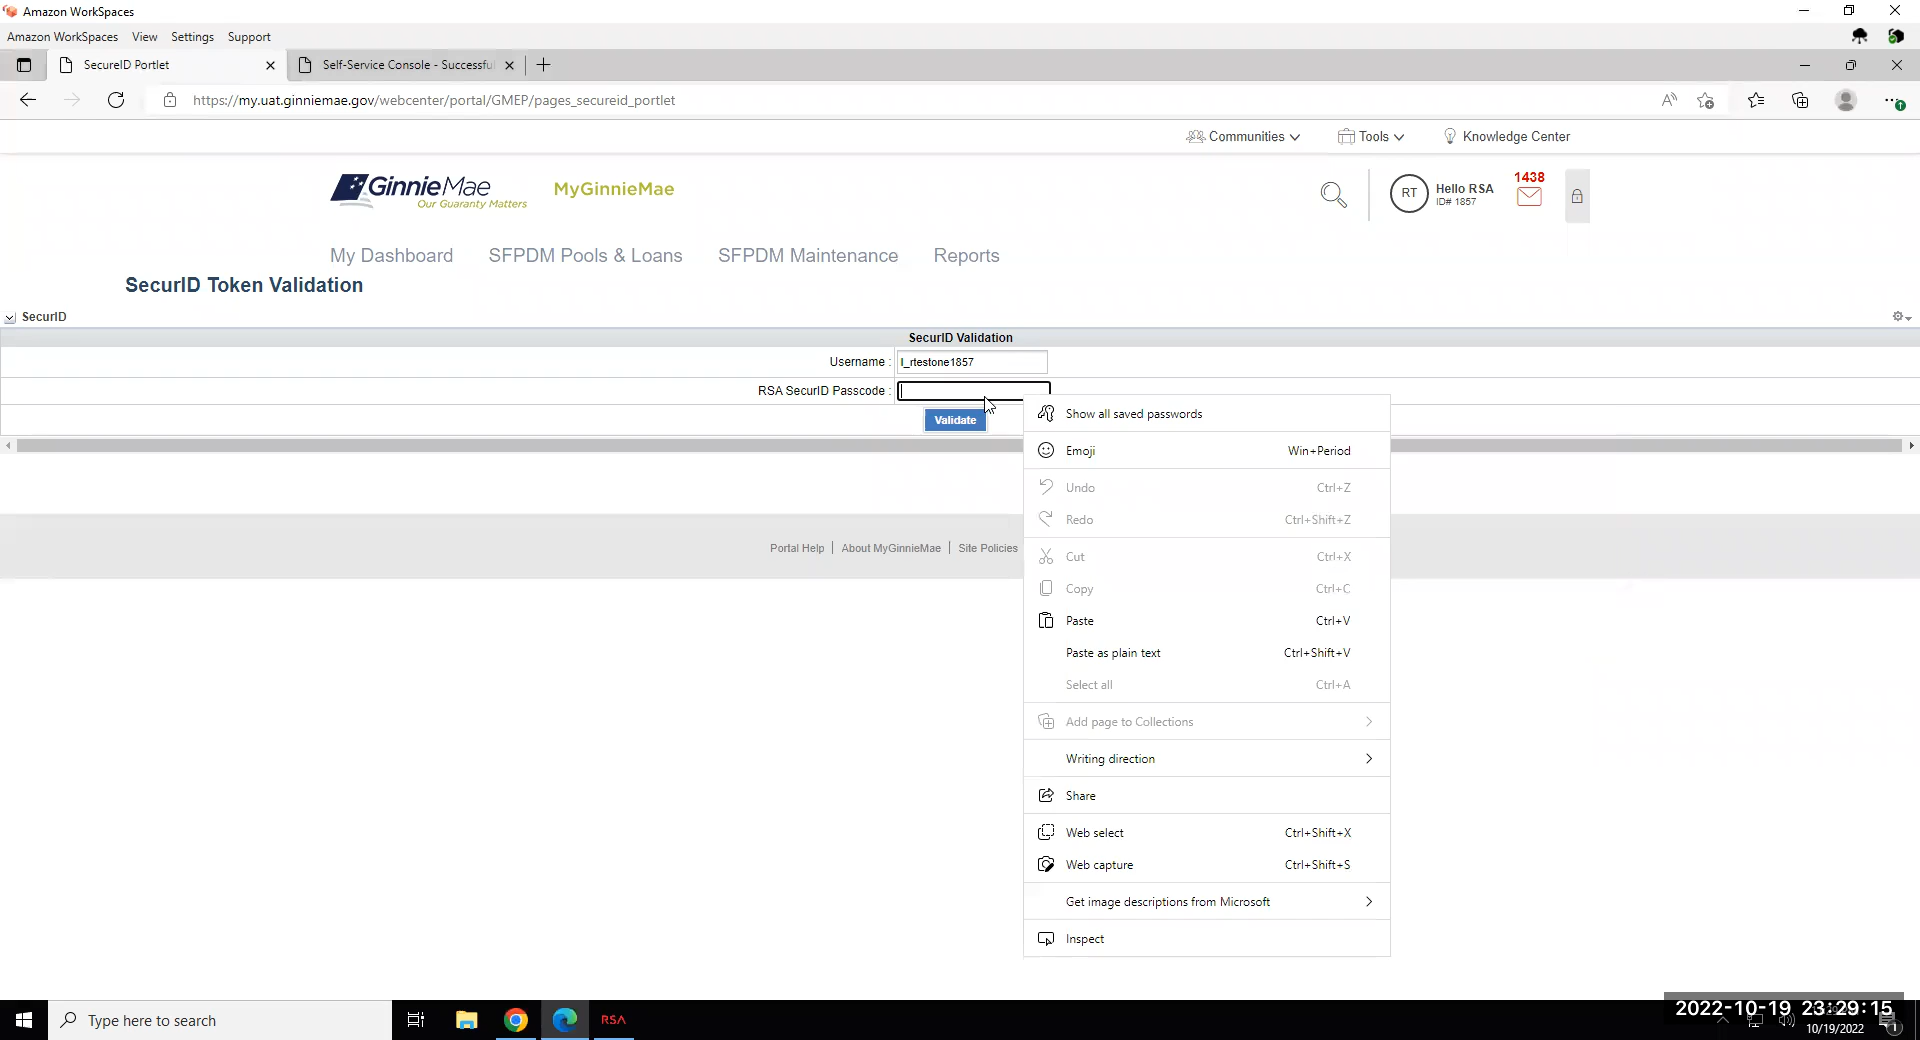 Amazon WorkSpaces
Amazon WorkSpaces View Settings Support
SecureID Portlet
Self-Service Console - Successful
https://my.uat.ginniemae.gov/webcenter/portal/GMEP/pages_secureid_portlet
Communities Tools Knowledge Center
GinnieMae
Our Guaranty Matters
MyGinnieMae
RT
Hello RSA
ID# 1857
1438
My Dashboard SFPDM Pools & Loans SFPDM Maintenance Reports
SecurID Token Validation
SecurID
SecurID Validation
Username : I_rtestone1857
RSA SecurID Passcode :
Validate
Show all saved passwords
Emoji Win+Period
Undo Ctrl+Z
Redo Ctrl+Shift+Z
Cut Ctrl+X
Portal Help | About MyGinnieMae | Site Policies
Copy Ctrl+C
Paste Ctrl+V
Paste as plain text Ctrl+Shift+V
Select all Ctrl+A
Add page to Collections
Writing direction
Share
Web select Ctrl+Shift+X
Web capture Ctrl+Shift+S
Get image descriptions from Microsoft
Inspect
Type here to search
RSA
2022-10-19 23:29:15
10/19/2022
1